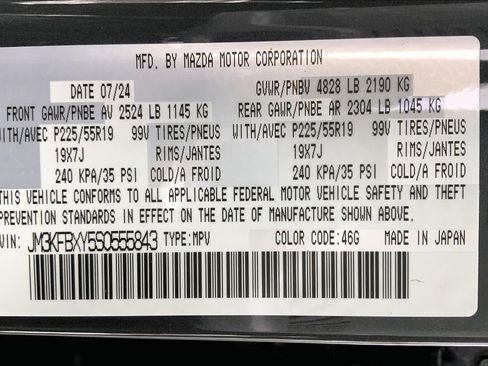 MFD. BY MAZDA MOTOR CORPORATION
DATE 07/24 GVWR/PNBV 4828 LB 2190 KG
FRONT GAWR/PNBE AV 2524 LB 1145 KG REAR GAWR/PNBE AR 2304 LB 1045 KG
WITH/AVEC P225/55R19 99V TIRES/PNEUS WITH/AVEC P225/55R19 99V TIRES/PNEUS
19X7J RIMS/JANTES 19X7J RIMS/JANTES
240 KPA/35 PSI COLD/A FROID 240 KPA/35 PSI COLD/A FROID
THIS VEHICLE CONFORMS TO ALL APPLICABLE FEDERAL MOTOR VEHICLE SAFETY AND THEFT
PREVENTION STANDARDS IN EFFECT ON THE DATE OF MANUFACTURE SHOWN ABOVE.
VIN: JM3KFBXY5S0555843 TYPE:MPV COLOR CODE:46G MADE IN JAPAN